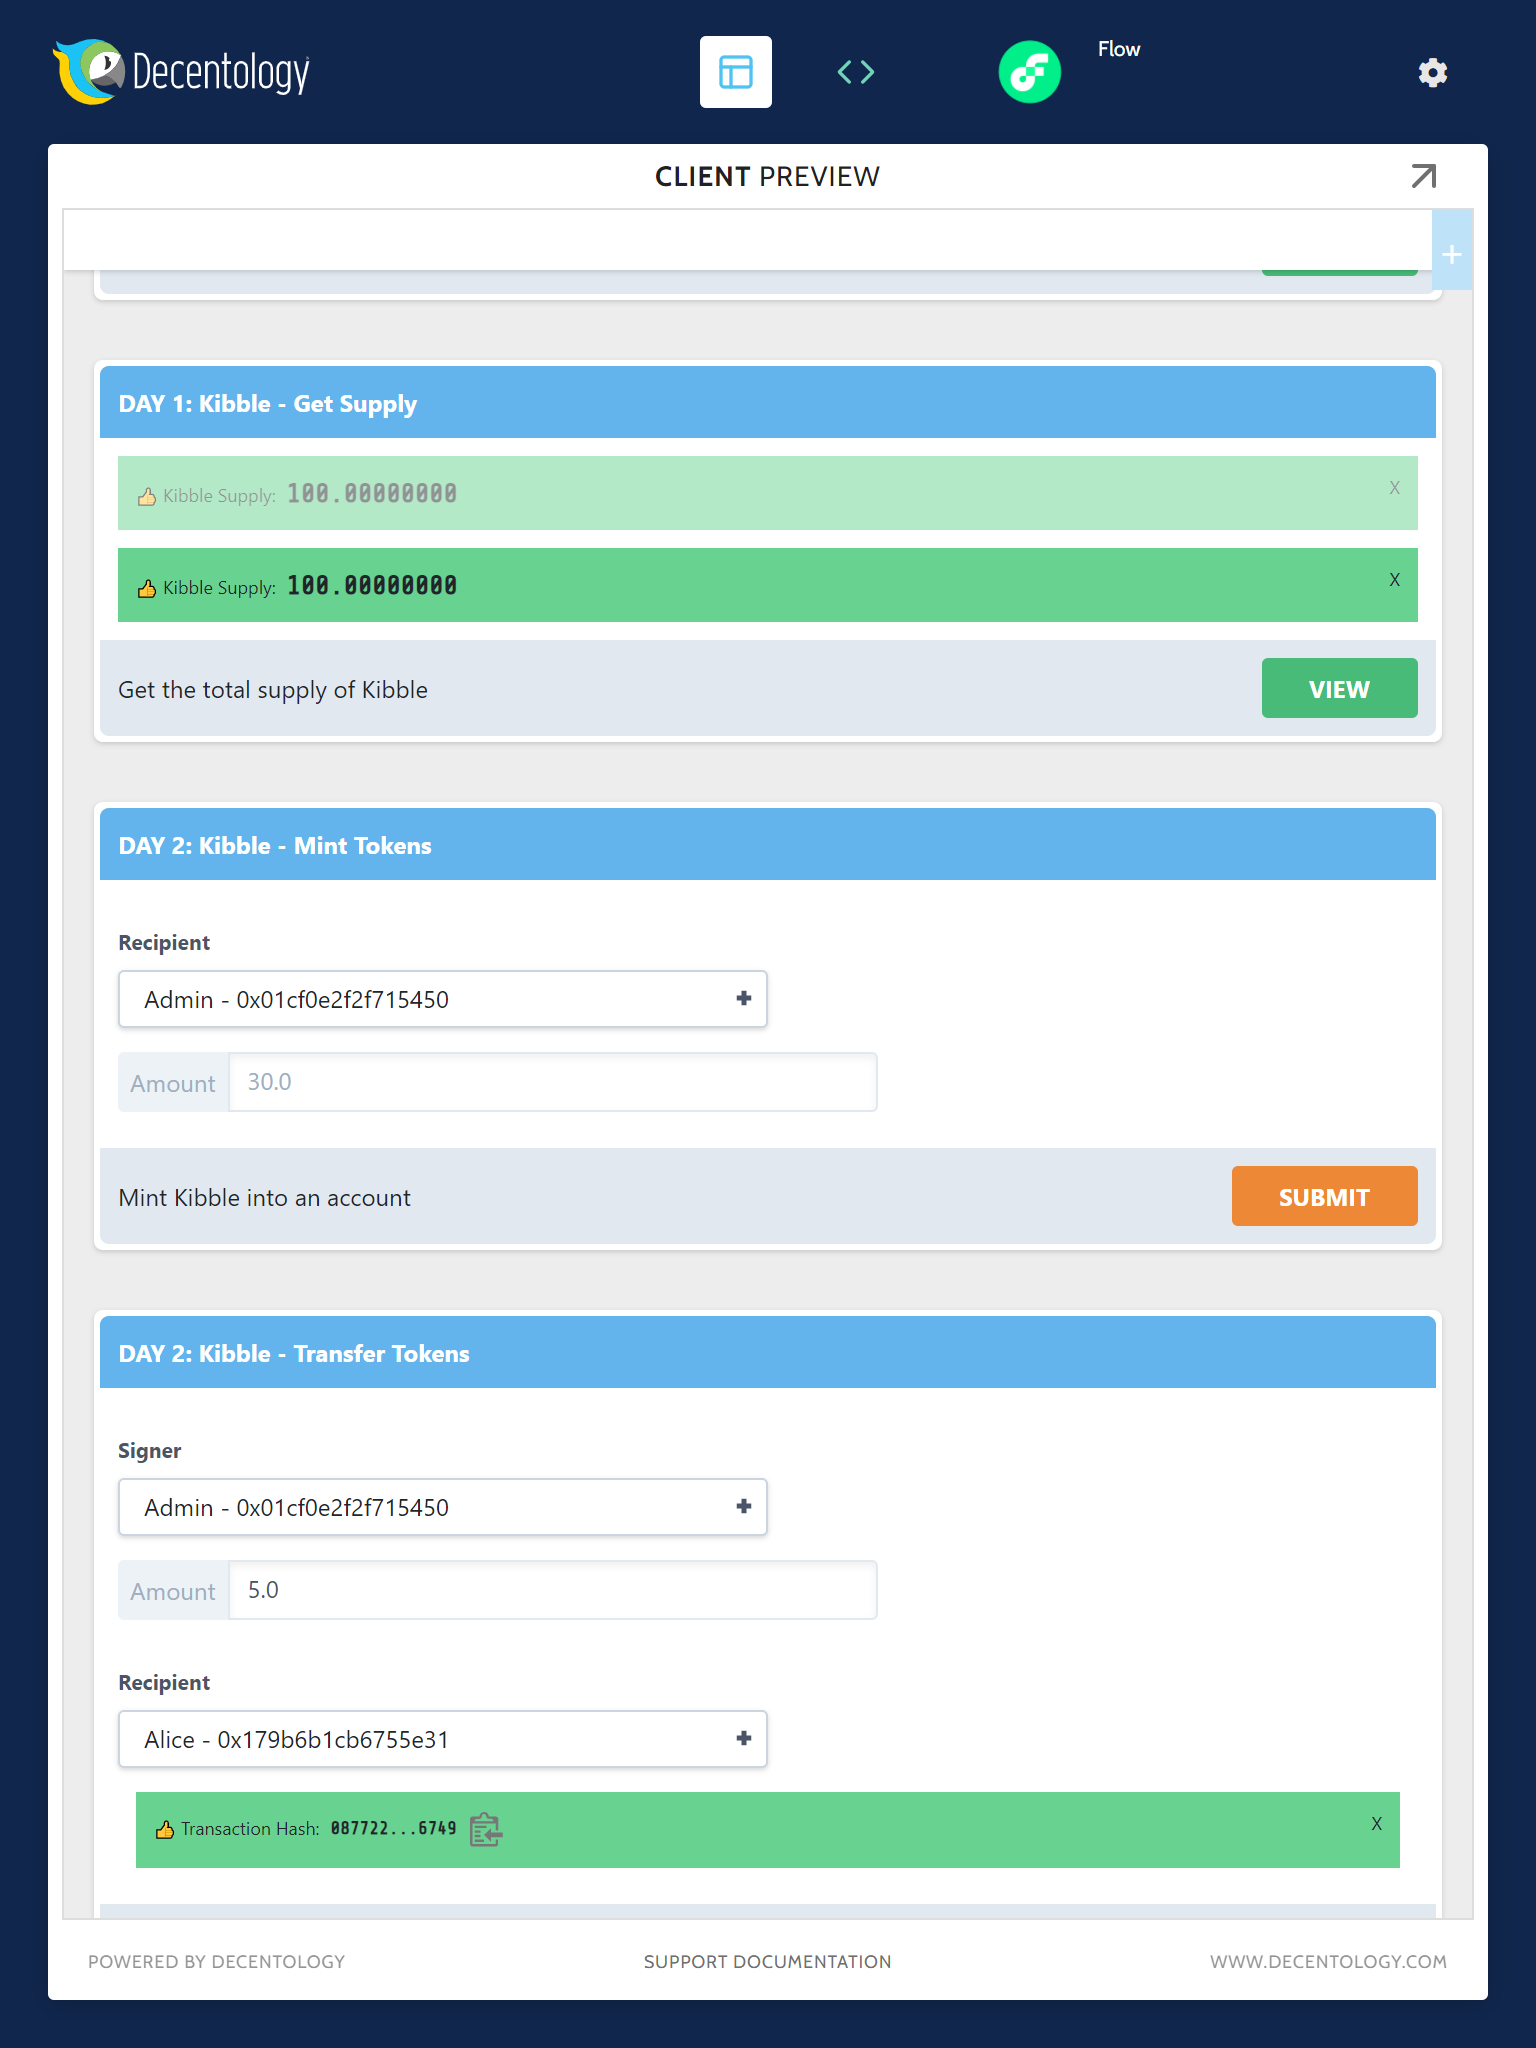 Decentology
Flow
CLIENT PREVIEW
+
DAY 1: Kibble - Get Supply
👍 Kibble Supply: 100.00000000 X
👍 Kibble Supply: 100.00000000 X
Get the total supply of Kibble
VIEW
DAY 2: Kibble - Mint Tokens
Recipient
Admin - 0x01cf0e2f2f715450
Amount 30.0
Mint Kibble into an account
SUBMIT
DAY 2: Kibble - Transfer Tokens
Signer
Admin - 0x01cf0e2f2f715450
Amount 5.0
Recipient
Alice - 0x179b6b1cb6755e31
👍 Transaction Hash: 087722...6749 X
POWERED BY DECENTOLOGY
SUPPORT DOCUMENTATION
WWW.DECENTOLOGY.COM